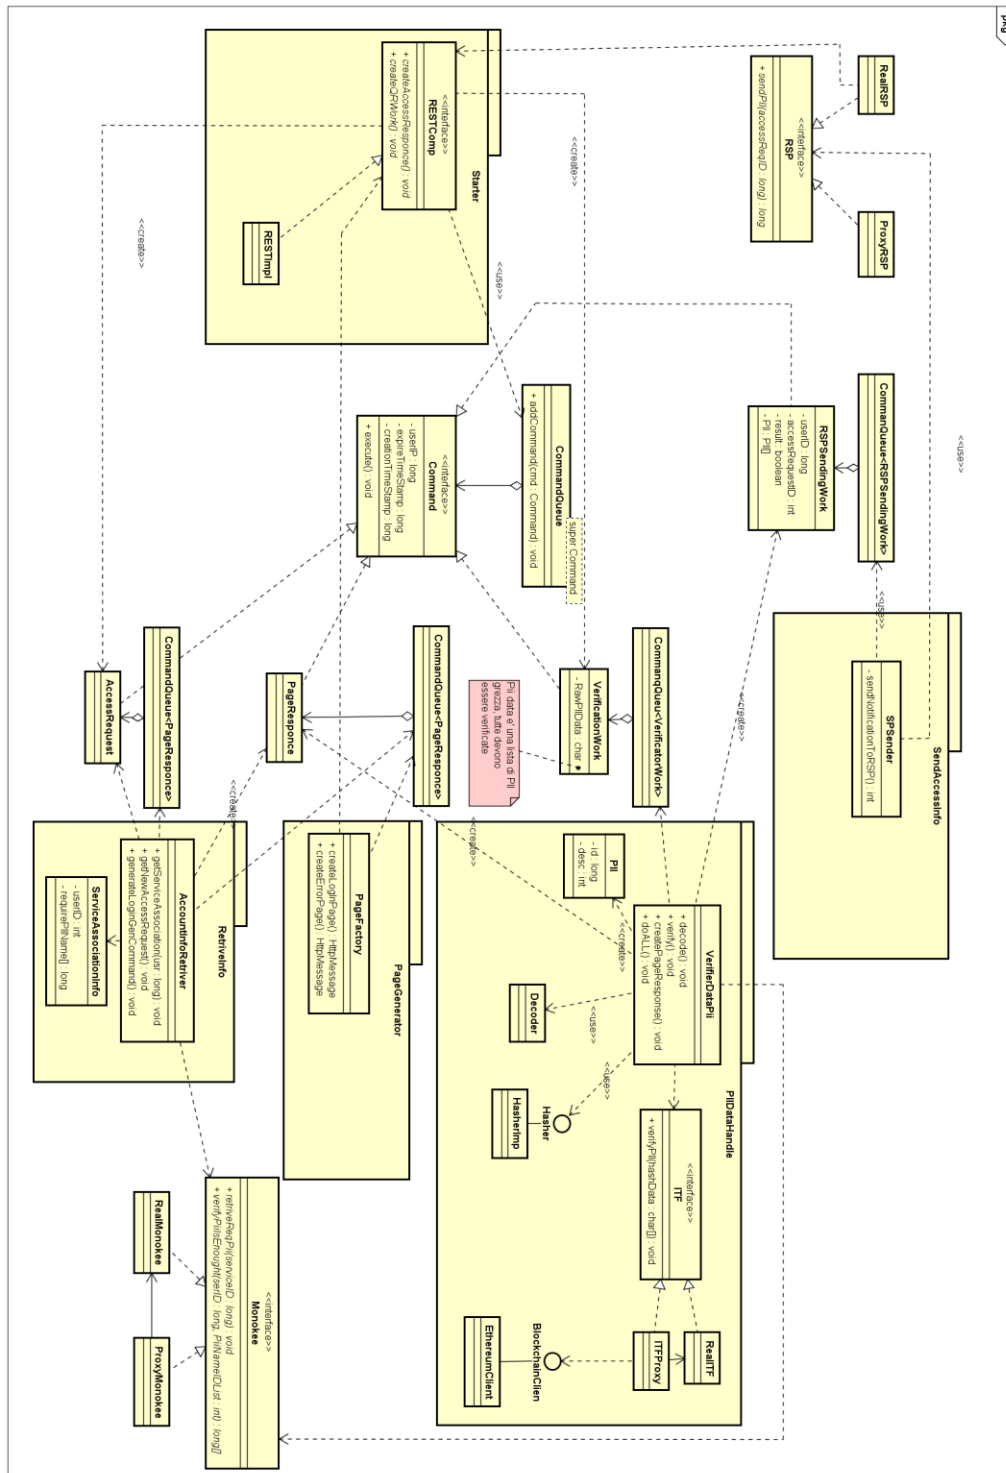 pkg
Starter
<<interface>>
RESTComp
+ createAccessResponce() : void
+ createQRWork() : void
RESTImpl
<<create>>
<<create>>
<<use>>
<<interface>>
RSP
+ sendPII(accessReqID : long) : long
RealRSP
ProxyRSP
<<use>>
<<interface>>
Command
- userIP : long
- expireTimeStamp : long
- creationTimeStamp : long
+ execute() : void
CommandQueue
+ addCommand(cmd : Command) : void
super Command
RSPSendingWork
- userID : long
- accessRequestID : int
- result : boolean
- PII : PII[]
CommanQueue<RSPSendingWork>
<<use>>
SendAccessInfo
SPSender
- sendNotificationToRSP() : int
AccessRequest
CommandQueue<PageResponce>
PageResponce
CommandQueue<PageResponce>
Pii data e' una lista di PII
grezza, tutte devono
essere verificate
VerificationWork
- RawPIIData : char *
CommanqQueue<VerificatorWork>
<<create>>
<<create>>
<<create>>
RetriveInfo
AccountInfoRetriver
+ getServiceAssociation(usr : long) : void
+ getNewAccessRequest() : void
+ generateLoginGenCommand() : void
ServiceAssociationInfo
- userID : int
- requirePIIName[] : long
PageGenerator
PageFactory
+ createLoginPage() : HttpMessage
+ createErrorPage() : HttpMessage
PIIDataHandle
PII
- id : long
- desc : int
<<create>>
VerifierDataPii
+ decode() : void
+ verify() : void
+ createPageResponse() : void
+ doALL() : void
Decoder
<<use>>
<<use>>
Hasher
HasherImp
<<interface>>
ITF
+ verifyPII(hashData : char[]) : void
RealITF
ITFProxy
BlockchainClien
EthereumClient
<<interface>>
Monokee
+ retriveReqPii(serviceID : long) : void
+ verifyPiiIsEnought(serID : long, PiiNameIDList : int) : long[]
RealMonokee
ProxyMonokee